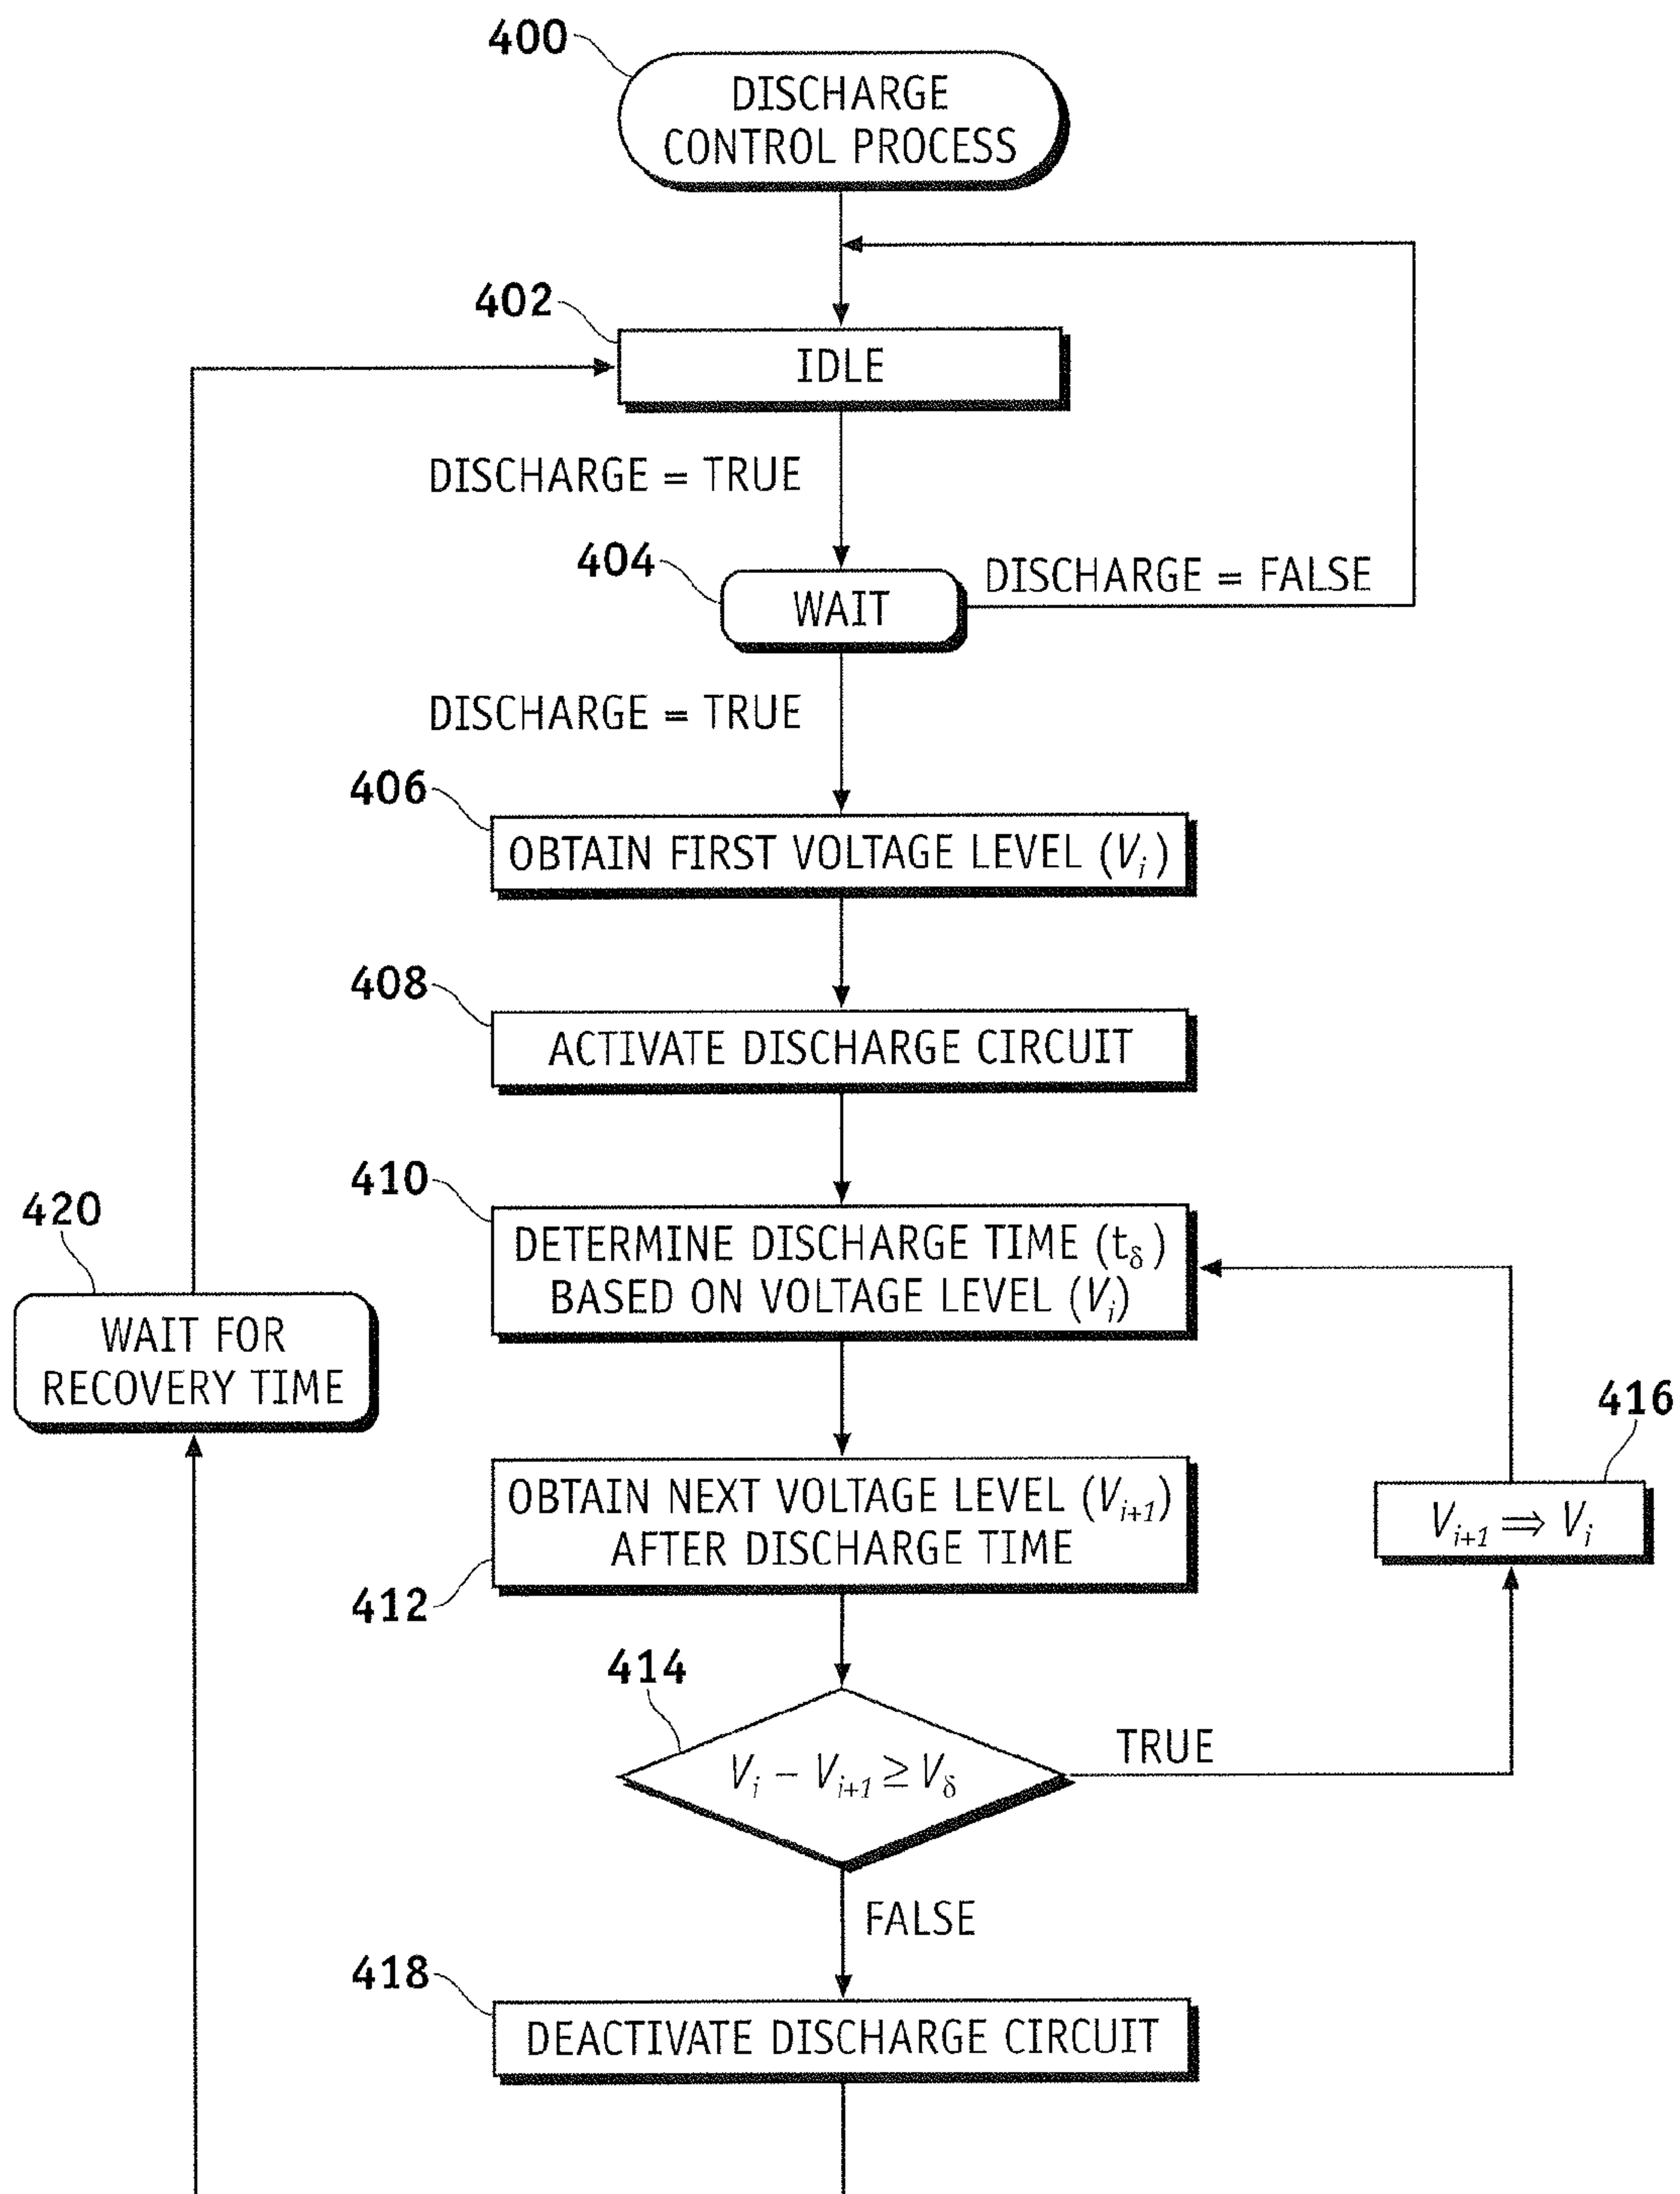 400
DISCHARGE
CONTROL PROCESS
402
IDLE
DISCHARGE = TRUE
404
WAIT
DISCHARGE = FALSE
DISCHARGE = TRUE
406
OBTAIN FIRST VOLTAGE LEVEL (Vi)
408
ACTIVATE DISCHARGE CIRCUIT
410
DETERMINE DISCHARGE TIME (tδ)
BASED ON VOLTAGE LEVEL (Vi)
420
WAIT FOR
RECOVERY TIME
416
Vi+1 ⇒ Vi
OBTAIN NEXT VOLTAGE LEVEL (Vi+1)
AFTER DISCHARGE TIME
412
414
Vi – Vi+1 ≥ Vδ
TRUE
FALSE
418
DEACTIVATE DISCHARGE CIRCUIT